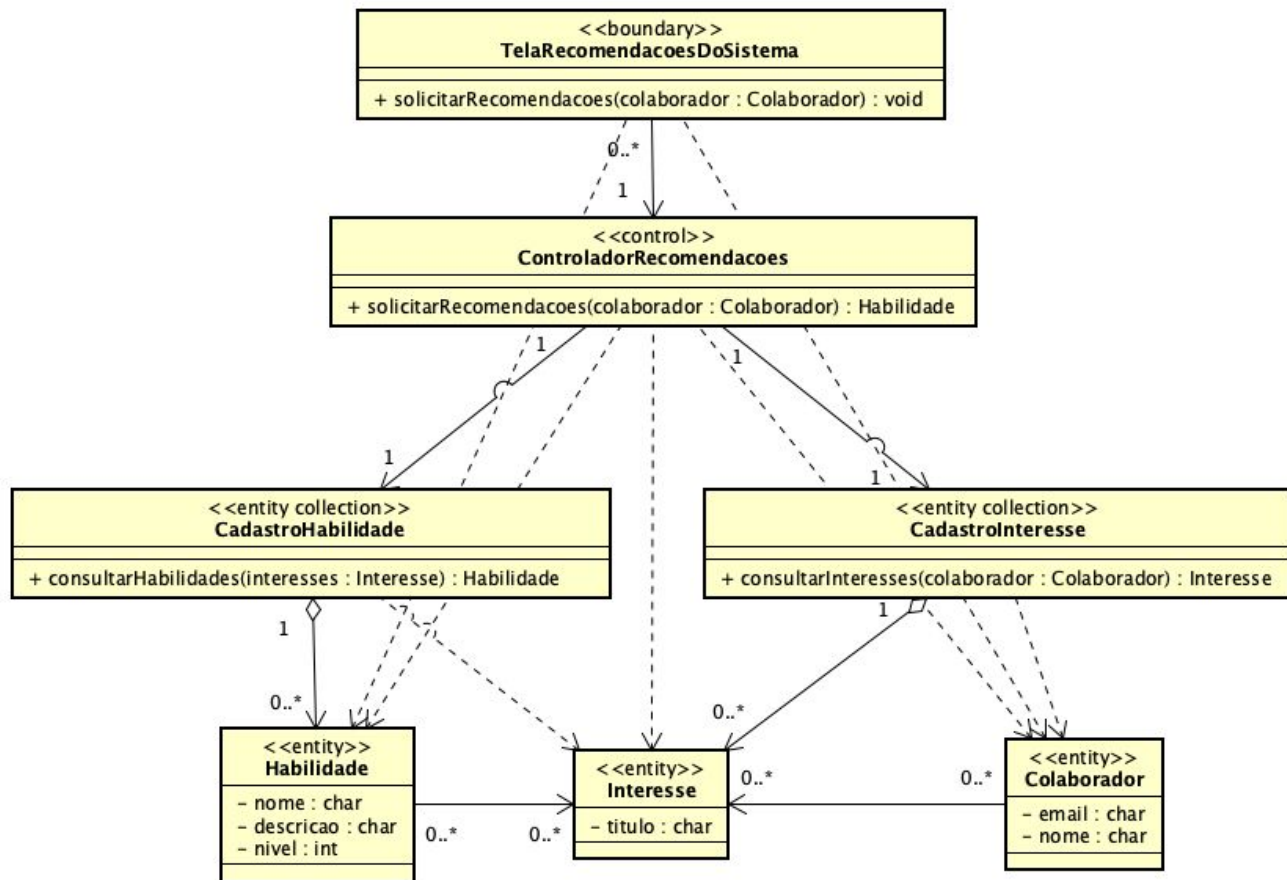 <<boundary>>
TelaRecomendacoesDoSistema
+ solicitarRecomendacoes(colaborador : Colaborador) : void
0..*
1
<<control>>
ControladorRecomendacoes
+ solicitarRecomendacoes(colaborador : Colaborador) : Habilidade
1
1
1
1
<<entity collection>>
CadastroHabilidade
+ consultarHabilidades(interesses : Interesse) : Habilidade
<<entity collection>>
CadastroInteresse
+ consultarInteresses(colaborador : Colaborador) : Interesse
1
1
0..*
0..*
<<entity>>
Habilidade
- nome : char
- descricao : char
- nivel : int
0..*
0..*
<<entity>>
Interesse
- titulo : char
0..*
0..*
<<entity>>
Colaborador
- email : char
- nome : char